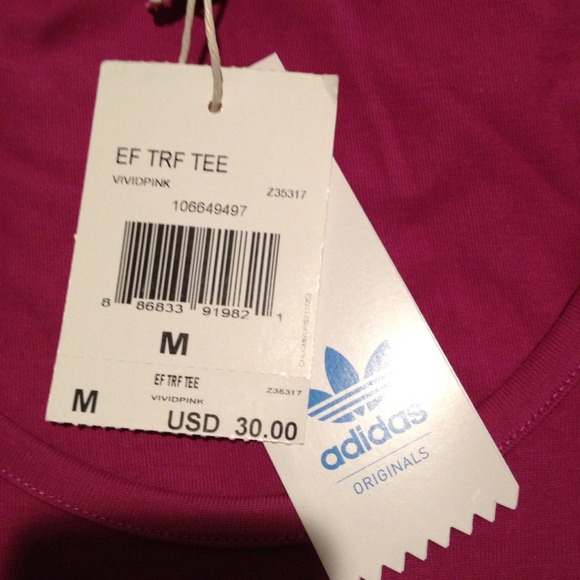 EF TRF TEE
VIVIDPINK Z35317
106649497
8 86833 91982 1
M
EF TRF TEE
M VIVIDPINK Z35317
USD 30.00
adidas
ORIGINALS